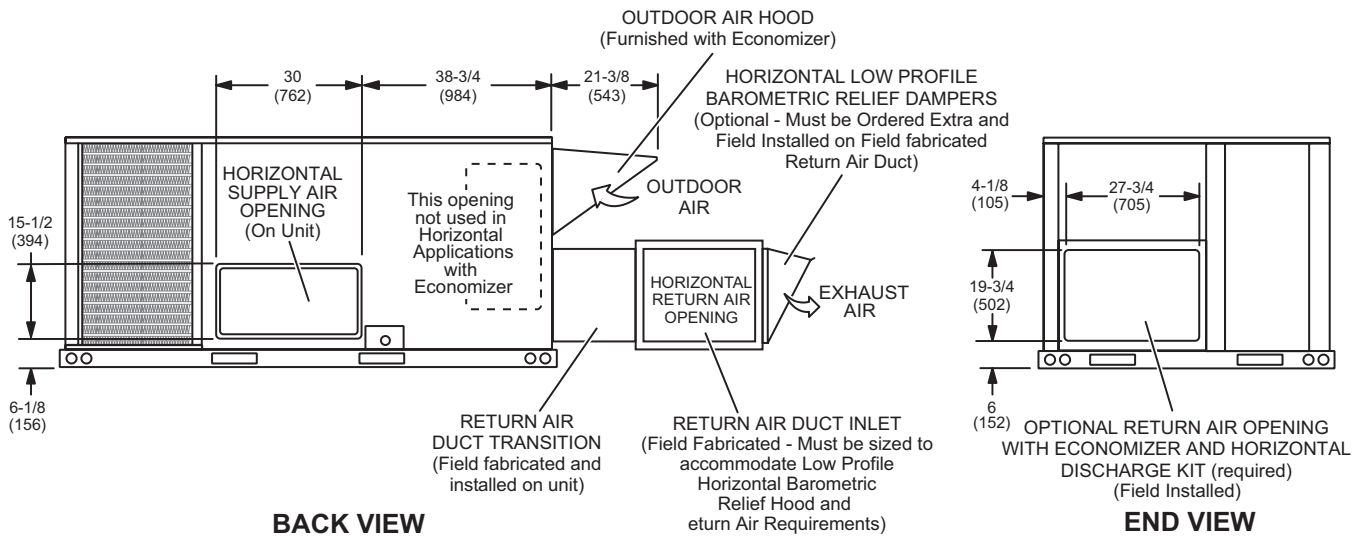 OUTDOOR AIR HOOD
(Furnished with Economizer)
30
(762)
38-3/4
(984)
21-3/8
(543)
HORIZONTAL LOW PROFILE
BAROMETRIC RELIEF DAMPERS
(Optional - Must be Ordered Extra and
Field Installed on Field fabricated
Return Air Duct)
HORIZONTAL
SUPPLY AIR
OPENING
(On Unit)
15-1/2
(394)
This opening
not used in
Horizontal
Applications
with
Economizer
OUTDOOR
AIR
HORIZONTAL
RETURN AIR
OPENING
EXHAUST
AIR
6-1/8
(156)
RETURN AIR
DUCT TRANSITION
(Field fabricated and
installed on unit)
RETURN AIR DUCT INLET
(Field Fabricated - Must be sized to
accommodate Low Profile
Horizontal Barometric
Relief Hood and
eturn Air Requirements)
BACK VIEW
4-1/8
(105)
27-3/4
(705)
19-3/4
(502)
6
(152)
OPTIONAL RETURN AIR OPENING
WITH ECONOMIZER AND HORIZONTAL
DISCHARGE KIT (required)
(Field Installed)
END VIEW